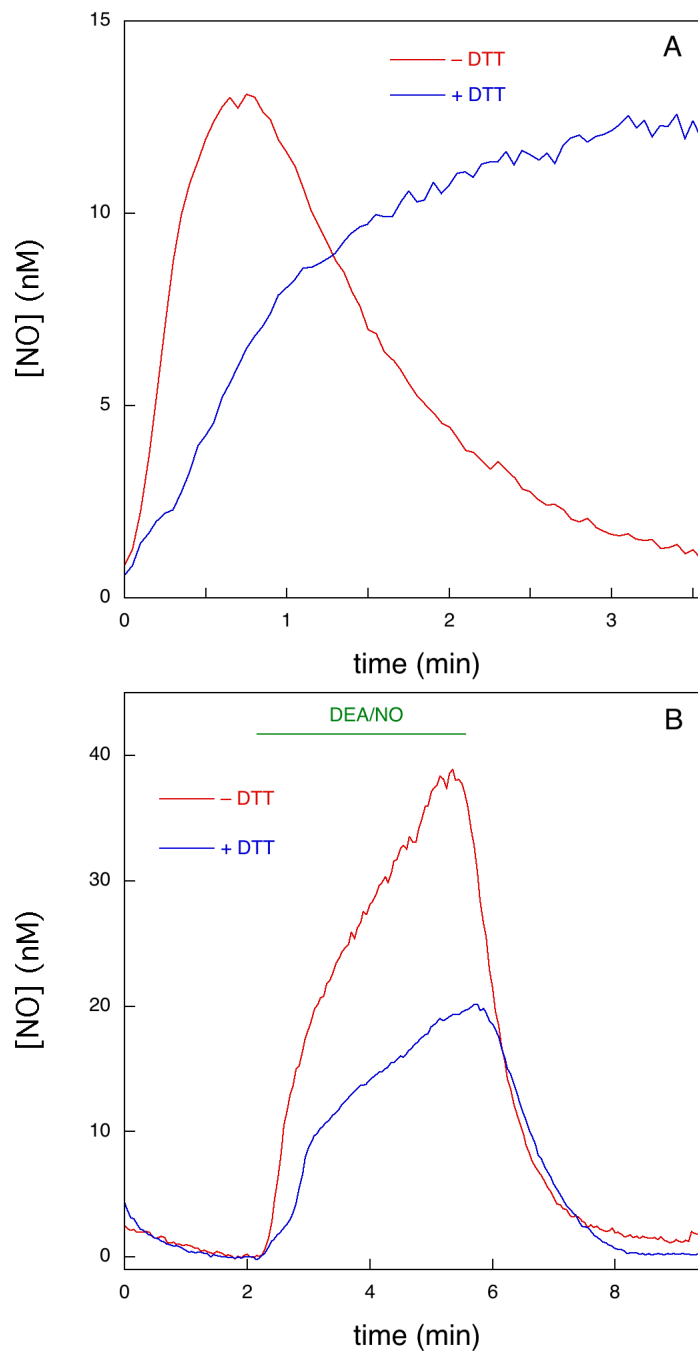 15
A
– DTT
+ DTT
10
[NO] (nM)
5
0
0 1 2 3
time (min)
DEA/NO
B
40
– DTT
+ DTT
30
[NO] (nM)
20
10
0
0 2 4 6 8
time (min)